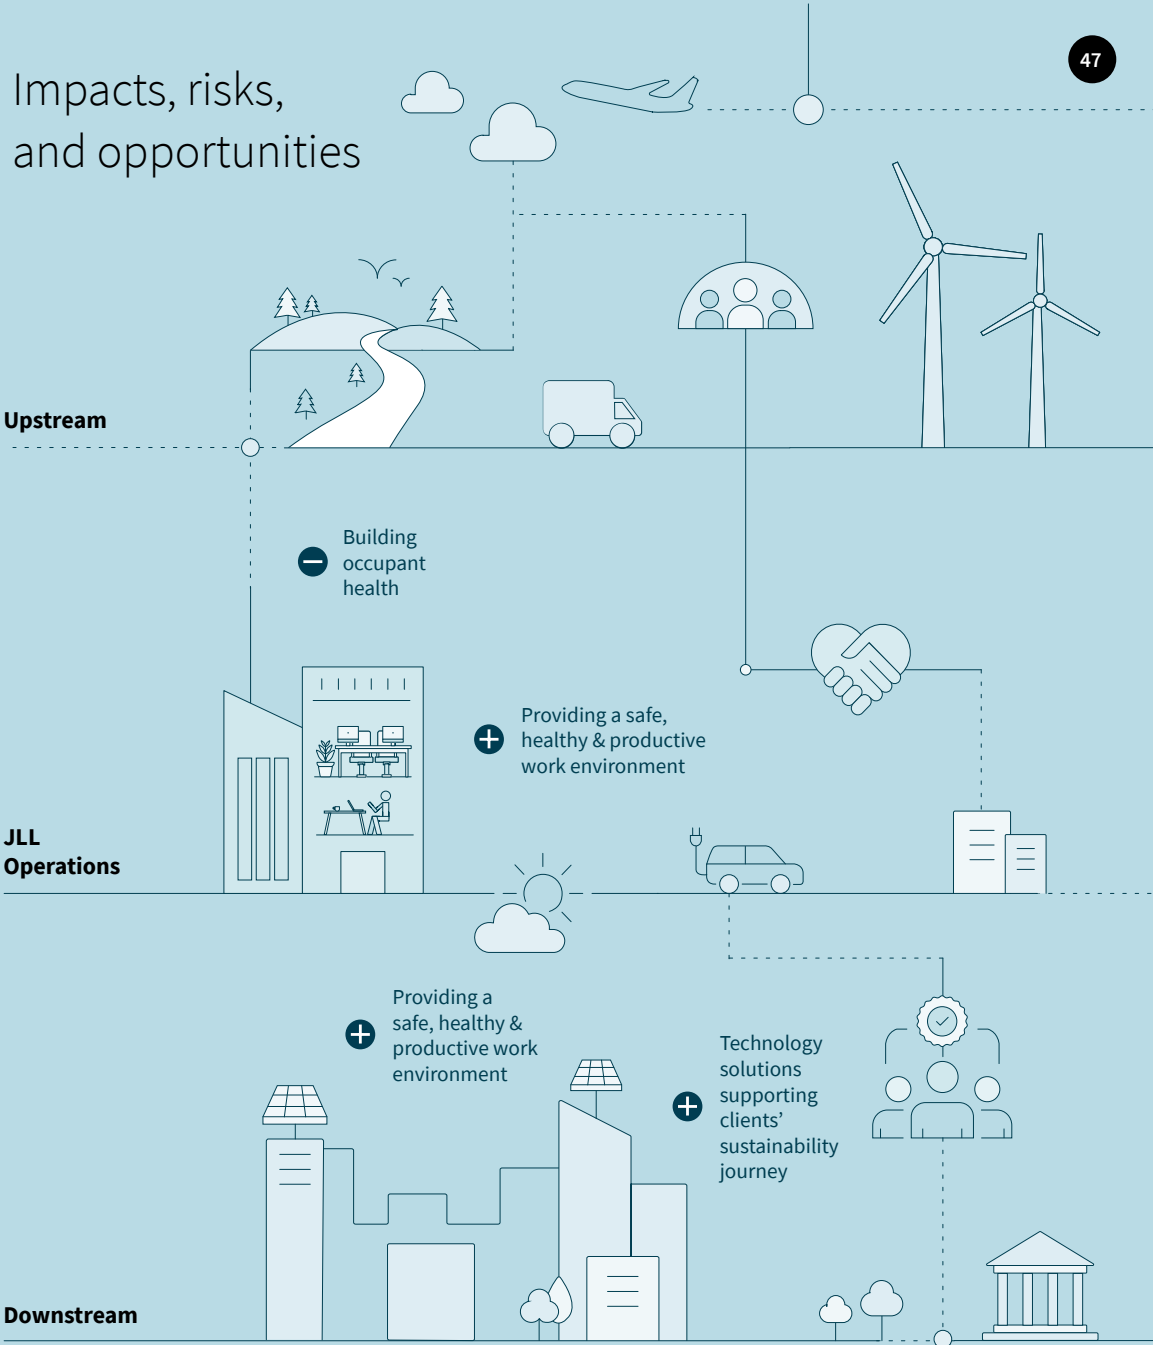 47
Impacts, risks,
and opportunities
Upstream
Building
occupant
health
Providing a safe,
healthy & productive
work environment
JLL
Operations
Providing a
safe, healthy &
productive work
environment
Technology
solutions
supporting
clients’
sustainability
journey
Downstream